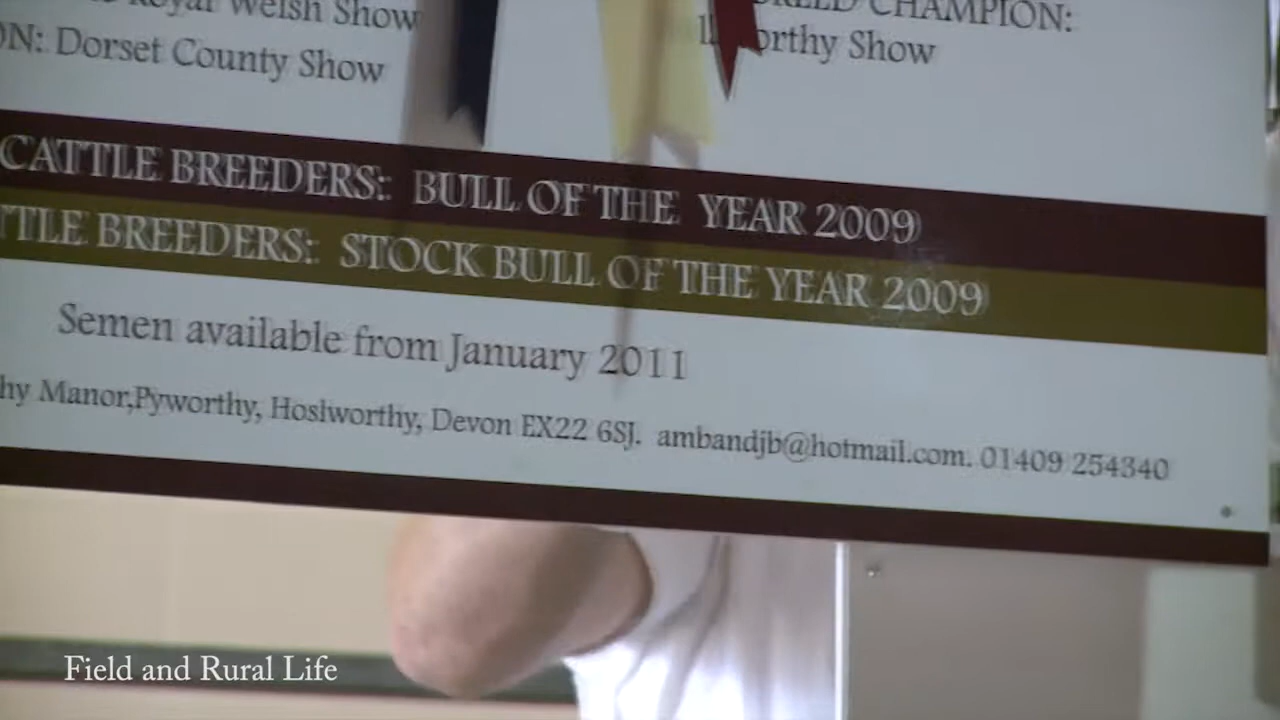 Royal Welsh Show
ON: Dorset County Show
CHAMPION:
orthy Show
CATTLE BREEDERS: BULL OF THE YEAR 2009
TTLE BREEDERS: STOCK BULL OF THE YEAR 2009
Semen available from January 2011
hy Manor,Pyworthy, Hoslworthy, Devon EX22 6SJ. ambandjb@hotmail.com. 01409 254340
Field and Rural Life